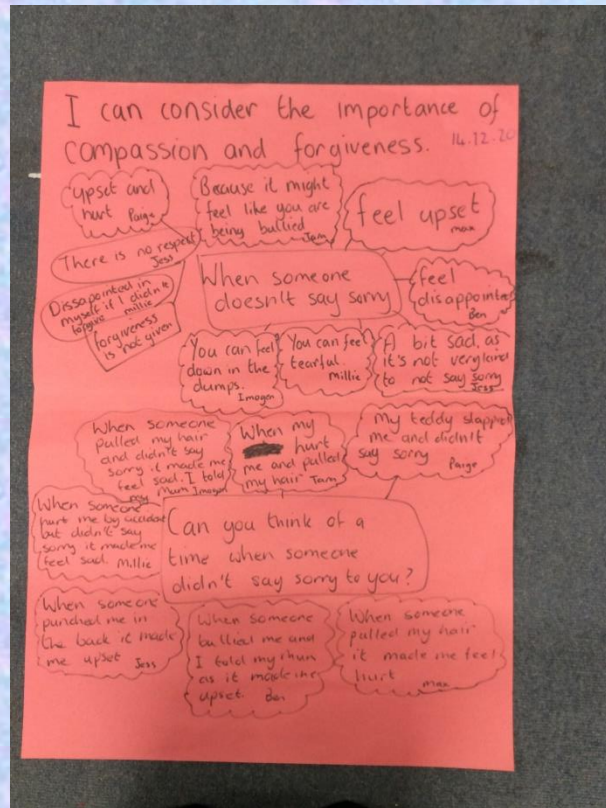 I can consider the importance of
compassion and forgiveness. 14.12.20
upset and
hurt Paige
Because it might
feel like you are
being bullied
Jam
feel upset
max
There is no respect
Jess
When someone
doesn't say sorry
feel
disappointed
Ben
Dissapointed in
myself if I didn't
forgive millie
forgiveness
is not given
You can feel
down in the
dumps.
Imogen
You can feel
tearful.
Millie
A bit sad, as
it's not very kind
to not say sorry
Jess
When someone
pulled my hair
and didn't say
sorry it made me
feel sad. I told
my Mum Imogen
When my
hurt
me and pulled
my hair Jam
My teddy slapped
me and didn't
say sorry
Paige
When someone
hurt me by accident
but didn't say
sorry it made me
feel sad. Millie
Can you think of a
time when someone
didn't say sorry to you?
When someone
punched me in
the back it made
me upset Jess
When someone
bullied me and
I told my mum
as it made me
upset. Ben
When someone
pulled my hair
it made me feel
hurt
max